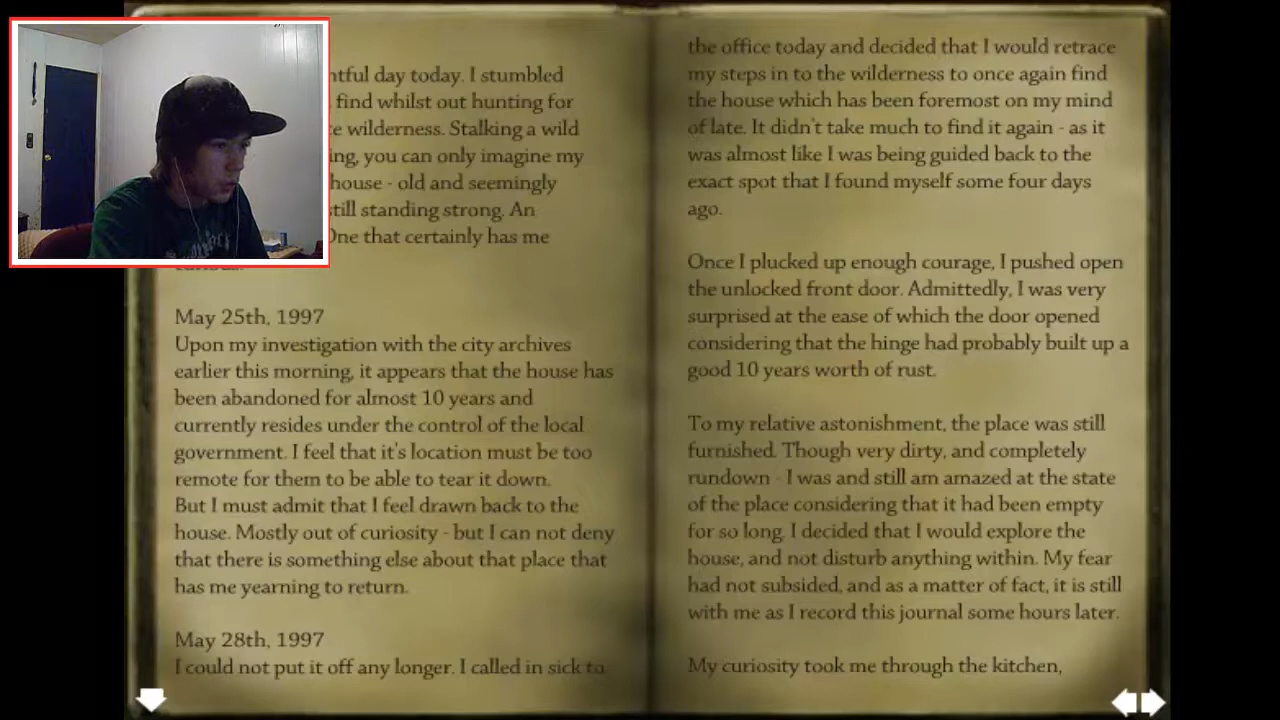 ntful day today. I stumbled
find whilst out hunting for
wilderness. Stalking a wild
ing, you can only imagine my
house - old and seemingly
still standing strong. An
One that certainly has me
May 25th, 1997
Upon my investigation with the city archives
earlier this morning, it appears that the house has
been abandoned for almost 10 years and
currently resides under the control of the local
government. I feel that it's location must be too
remote for them to be able to tear it down.
But I must admit that I feel drawn back to the
house. Mostly out of curiosity - but I can not deny
that there is something else about that place that
has me yearning to return.
May 28th, 1997
I could not put it off any longer. I called in sick to
the office today and decided that I would retrace
my steps in to the wilderness to once again find
the house which has been foremost on my mind
of late. It didn't take much to find it again - as it
was almost like I was being guided back to the
exact spot that I found myself some four days
ago.
Once I plucked up enough courage, I pushed open
the unlocked front door. Admittedly, I was very
surprised at the ease of which the door opened
considering that the hinge had probably built up a
good 10 years worth of rust.
To my relative astonishment, the place was still
furnished. Though very dirty, and completely
rundown - I was and still am amazed at the state
of the place considering that it had been empty
for so long. I decided that I would explore the
house, and not disturb anything within. My fear
had not subsided, and as a matter of fact, it is still
with me as I record this journal some hours later.
My curiosity took me through the kitchen,